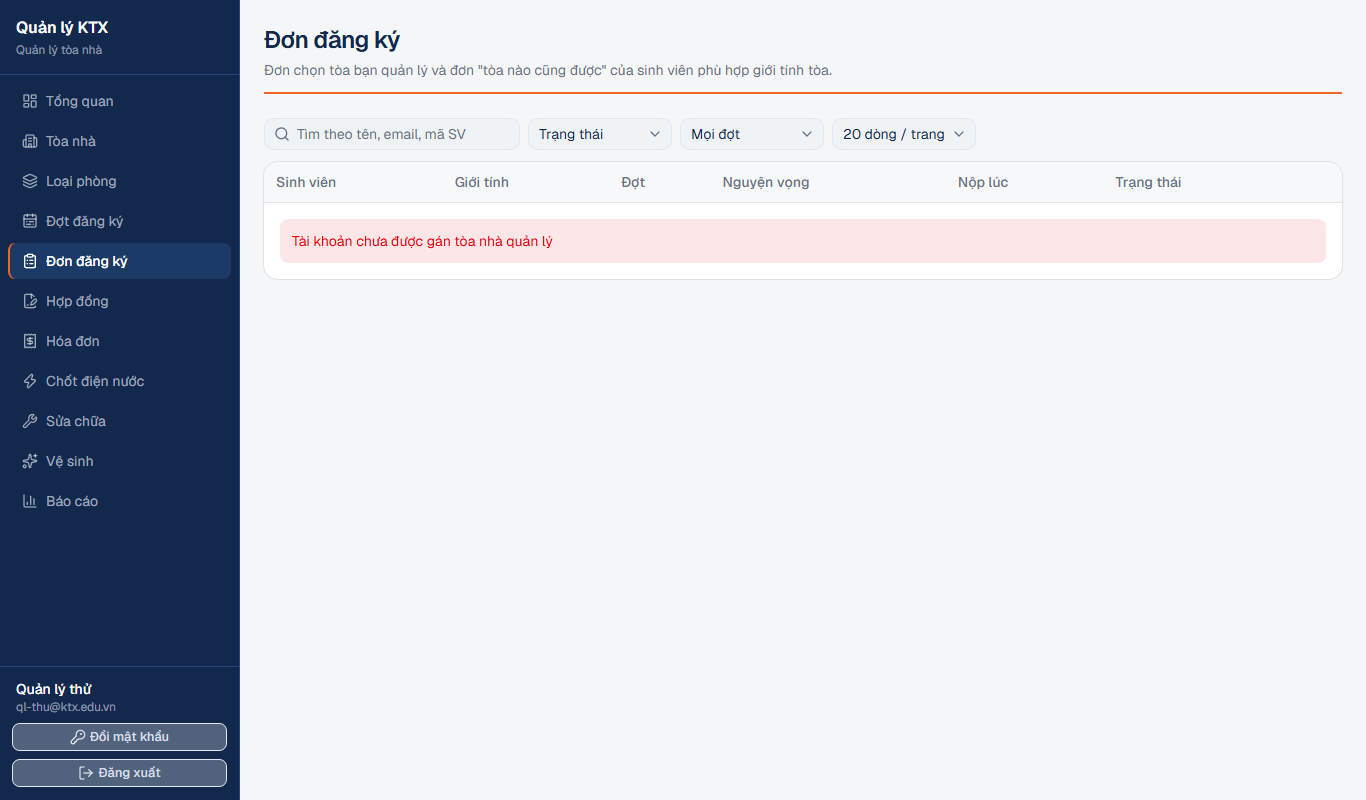 Quản lý KTX
Quản lý tòa nhà
Tổng quan
Tòa nhà
Loại phòng
Đợt đăng ký
Đơn đăng ký
Hợp đồng
Hóa đơn
Chốt điện nước
Sửa chữa
Vệ sinh
Báo cáo
Quản lý thử
ql-thu@ktx.edu.vn
Đổi mật khẩu
Đăng xuất
Đơn đăng ký
Đơn chọn tòa bạn quản lý và đơn "tòa nào cũng được" của sinh viên phù hợp giới tính tòa.
Tìm theo tên, email, mã SV
Trạng thái
Mọi đợt
20 dòng / trang
Sinh viên Giới tính Đợt Nguyện vọng Nộp lúc Trạng thái
Tài khoản chưa được gán tòa nhà quản lý